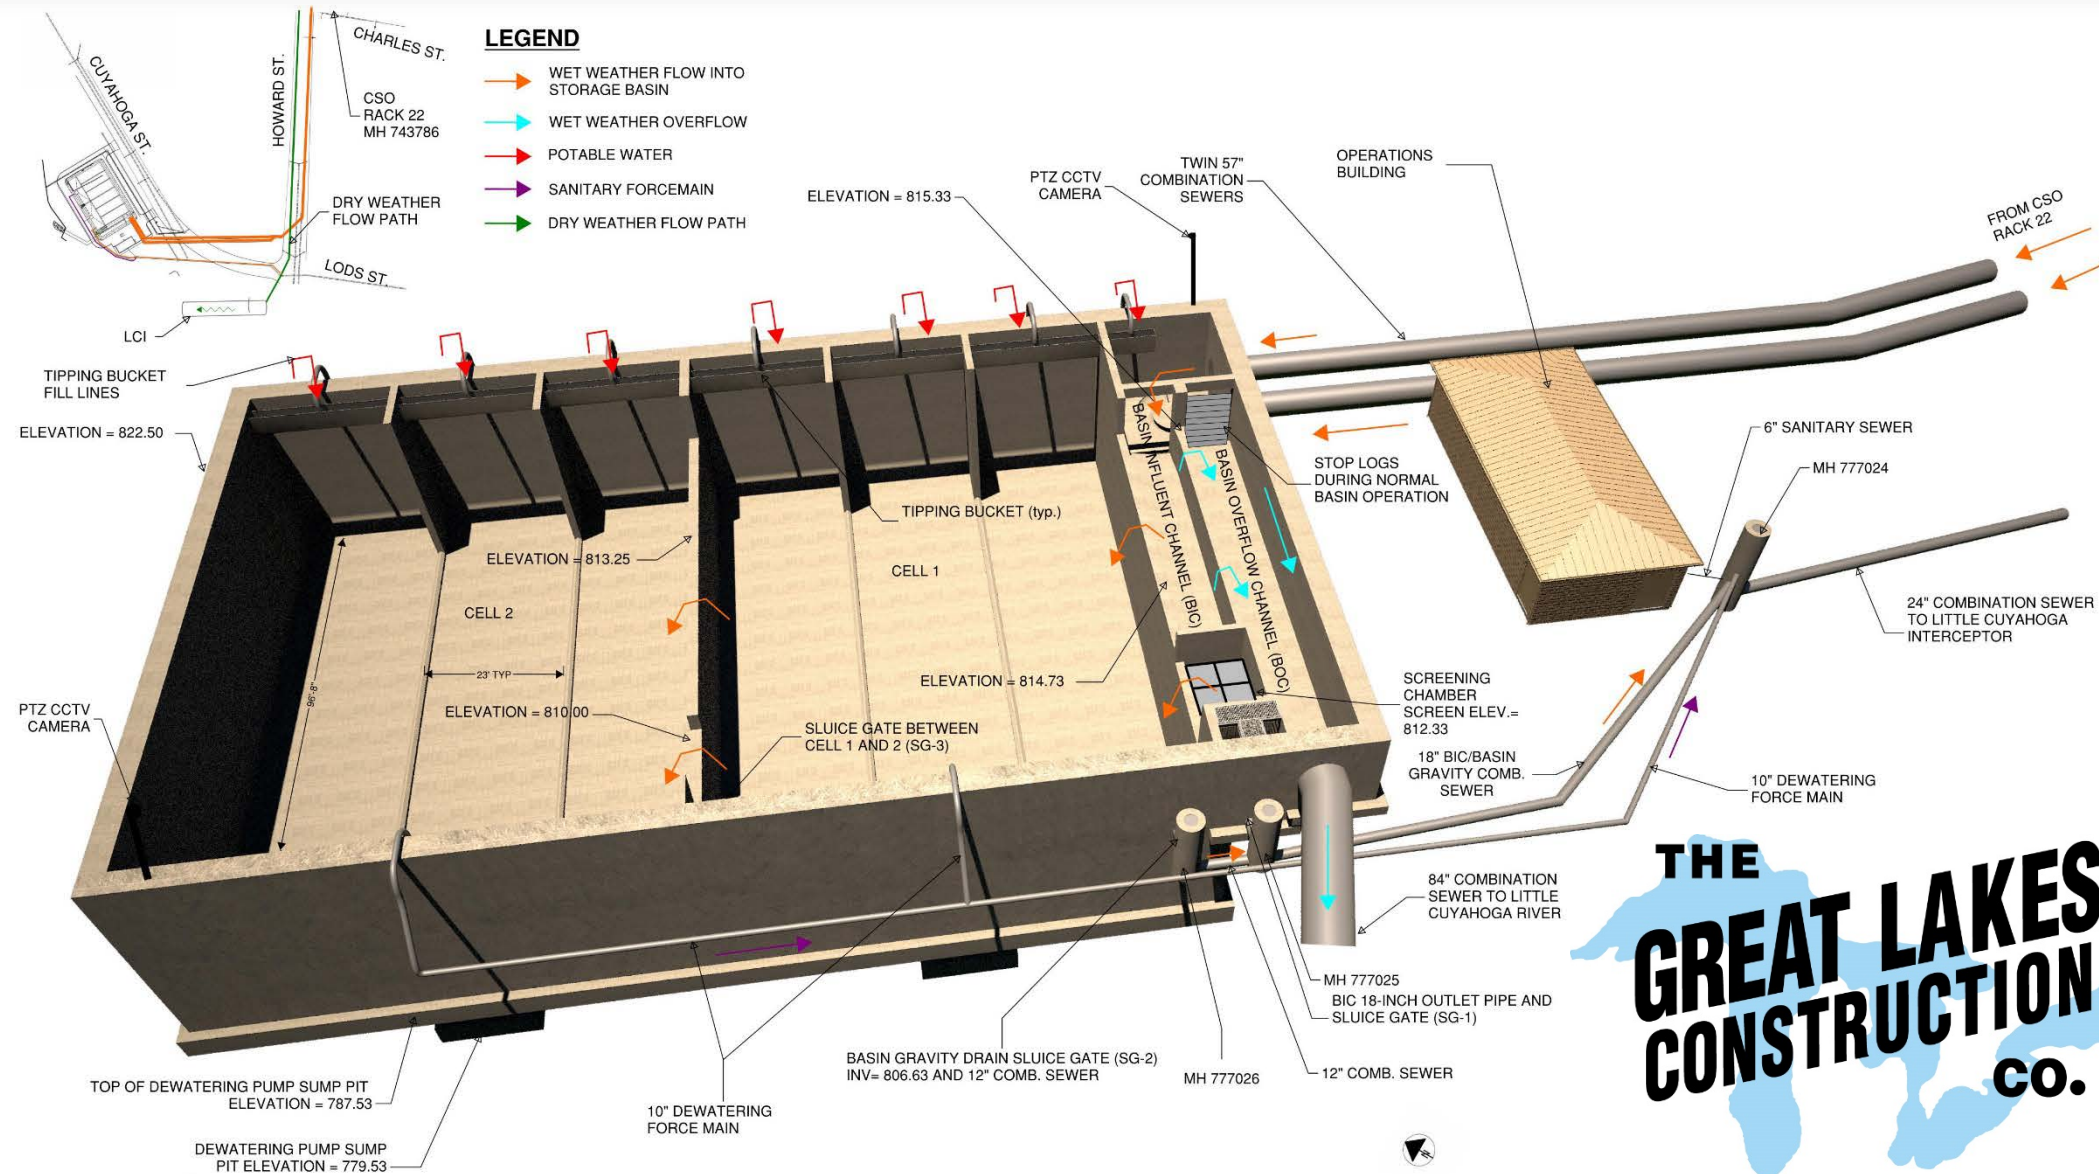 CHARLES ST.
CUYAHOGA ST.
HOWARD ST.
CSO
RACK 22
MH 743786
DRY WEATHER
FLOW PATH
LODS ST.
LCI
LEGEND
WET WEATHER FLOW INTO
STORAGE BASIN
WET WEATHER OVERFLOW
POTABLE WATER
SANITARY FORCEMAIN
DRY WEATHER FLOW PATH
ELEVATION = 815.33
PTZ CCTV
CAMERA
TWIN 57"
COMBINATION
SEWERS
OPERATIONS
BUILDING
FROM CSO
RACK 22
TIPPING BUCKET
FILL LINES
ELEVATION = 822.50
6" SANITARY SEWER
MH 777024
STOP LOGS
DURING NORMAL
BASIN OPERATION
BASIN INFLUENT CHANNEL (BIC)
BASIN OVERFLOW CHANNEL (BOC)
TIPPING BUCKET (typ.)
ELEVATION = 813.25
CELL 1
CELL 2
24" COMBINATION SEWER
TO LITTLE CUYAHOGA
INTERCEPTOR
23' TYP
96'-8"
ELEVATION = 814.73
ELEVATION = 810.00
SCREENING
CHAMBER
SCREEN ELEV.=
812.33
PTZ CCTV
CAMERA
SLUICE GATE BETWEEN
CELL 1 AND 2 (SG-3)
18" BIC/BASIN
GRAVITY COMB.
SEWER
10" DEWATERING
FORCE MAIN
84" COMBINATION
SEWER TO LITTLE
CUYAHOGA RIVER
MH 777025
BIC 18-INCH OUTLET PIPE AND
SLUICE GATE (SG-1)
BASIN GRAVITY DRAIN SLUICE GATE (SG-2)
INV= 806.63 AND 12" COMB. SEWER
MH 777026
12" COMB. SEWER
TOP OF DEWATERING PUMP SUMP PIT
ELEVATION = 787.53
10" DEWATERING
FORCE MAIN
DEWATERING PUMP SUMP
PIT ELEVATION = 779.53
THE
GREAT LAKES
CONSTRUCTION
CO.